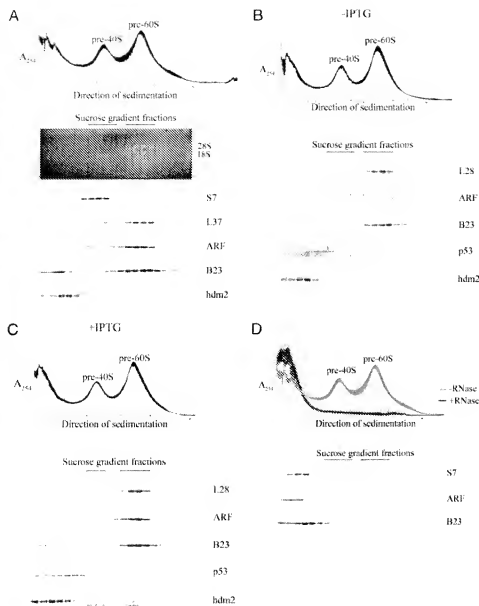 A
pre-40S
pre-60S
A254
Direction of sedimentation
Sucrose gradient fractions
28S
18S
S7
L37
ARF
B23
hdm2
B
-IPTG
pre-40S
pre-60S
A254
Direction of sedimentation
Sucrose gradient fractions
L28
ARF
B23
p53
hdm2
C
+IPTG
pre-40S
pre-60S
A254
Direction of sedimentation
Sucrose gradient fractions
L28
ARF
B23
p53
hdm2
D
pre-40S
pre-60S
A254
-RNase
+RNase
Direction of sedimentation
Sucrose gradient fractions
S7
ARF
B23